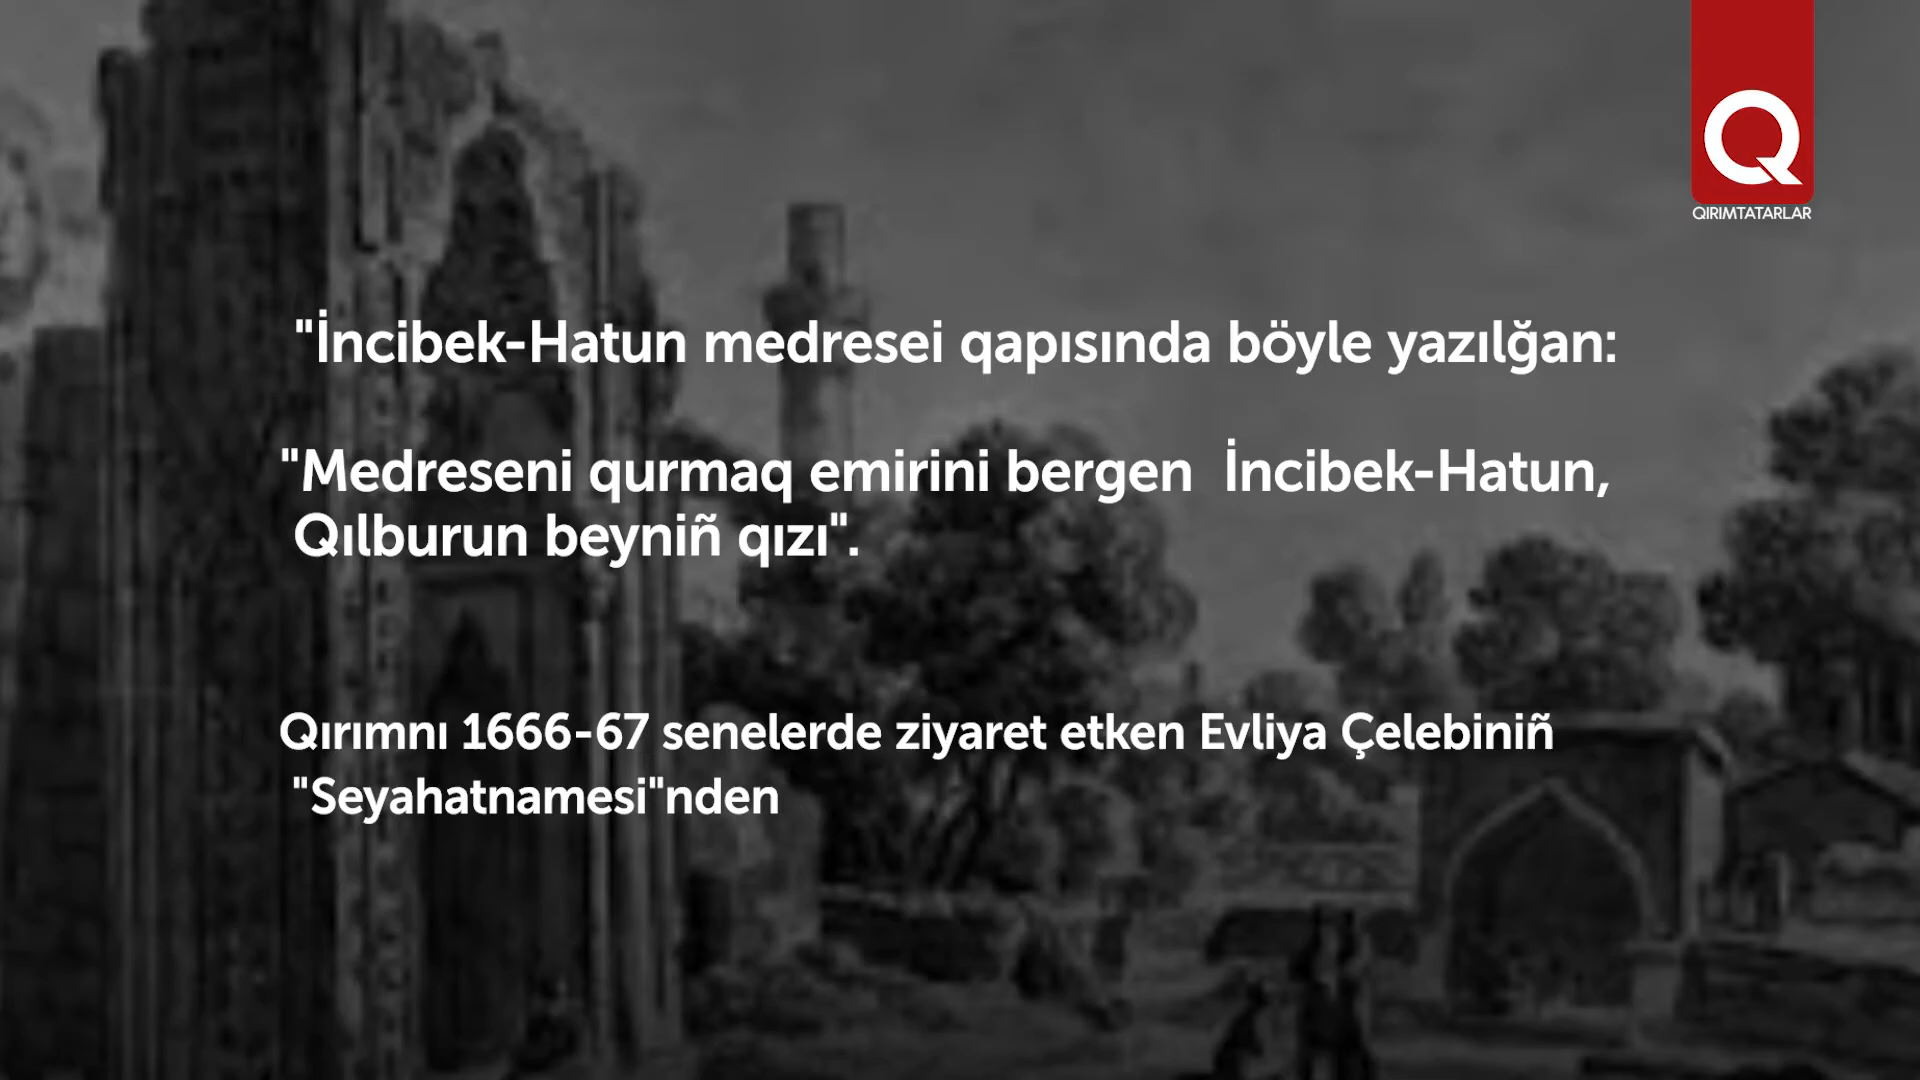 QIRIMTATARLAR
"İncibek-Hatun medresei qapısında böyle yazılğan:
"Medreseni qurmaq emirini bergen İncibek-Hatun,
Qılburun beyniñ qızı".
Qırımnı 1666-67 senelerde ziyaret etken Evliya Çelebiniñ
"Seyahatnamesi"nden